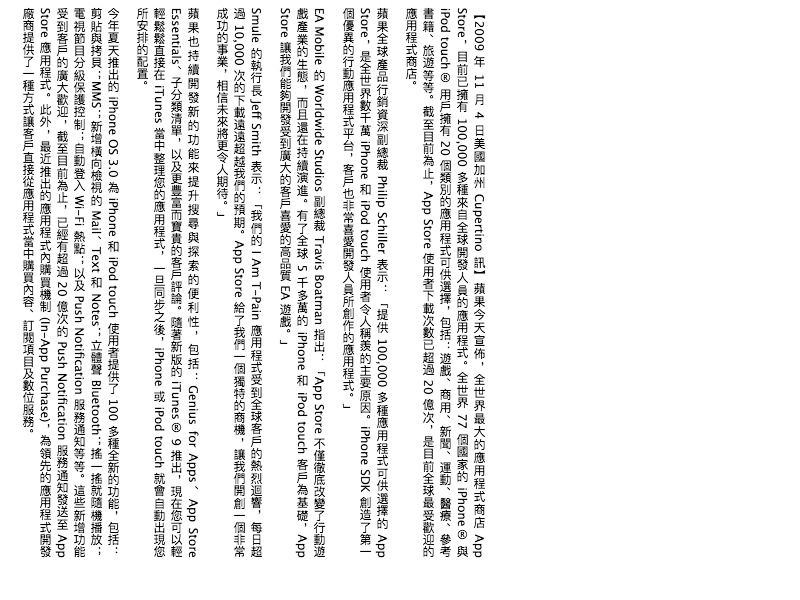 【2009 年 11 月 4 日美國加州 Cupertino 訊】蘋果今天宣佈，全世界最大的應用程式商店 App
Store，目前已擁有 100,000 多種來自全球開發人員的應用程式。全世界 77 個國家的 iPhone® 與
iPod touch® 用戶擁有 20 個類別的應用程式可供選擇，包括：遊戲、商用、新聞、運動、醫療、參考
書籍、旅遊等等。截至目前為止，App Store 使用者下載次數已超過 20 億次，是目前全球最受歡迎的
應用程式商店。
蘋果全球產品行銷資深副總裁 Philip Schiller 表示：「提供 100,000 多種應用程式可供選擇的 App
Store，是全世界數千萬 iPhone 和 iPod touch 使用者令人稱羨的主要原因。iPhone SDK 創造了第一
個優異的行動應用程式平台，客戶也非常喜愛開發人員所創作的應用程式。」
EA Mobile 的 Worldwide Studios 副總裁 Travis Boatman 指出：「App Store 不僅徹底改變了行動遊
戲產業的生態，而且還在持續演進。有了全球 5 千多萬的 iPhone 和 iPod touch 客戶為基礎，App
Store 讓我們能夠開發受到廣大的客戶喜愛的高品質 EA 遊戲。」
Smule 的執行長 Jeff Smith 表示：「我們的 I Am T-Pain 應用程式受到全球客戶的熱烈迴響，每日超
過 10,000 次的下載遠遠超越我們的預期。App Store 給了我們一個獨特的商機，讓我們開創一個非常
成功的事業，相信未來將更令人期待。」
蘋果也持續開發新的功能來提升搜尋與探索的便利性，包括：Genius for Apps、App Store
Essentials、子分類清單，以及更豐富而寶貴的客戶評論。隨著新版的 iTunes® 9 推出，現在您可以輕
輕鬆鬆直接在 iTunes 當中整理您的應用程式，一旦同步之後，iPhone 或 iPod touch 就會自動出現您
所安排的配置。
今年夏天推出的 iPhone OS 3.0 為 iPhone 和 iPod touch 使用者提供了 100 多種全新的功能，包括：
剪貼與拷貝；MMS；新增橫向檢視的 Mail、Text 和 Notes；立體聲 Bluetooth；搖一搖就隨機播放；
電視節目分級保護控制；自動登入 Wi-Fi 熱點；以及 Push Notification 服務通知等等。這些新增功能
受到客戶的廣大歡迎，截至目前為止，已經有超過 20 億次的 Push Notification 服務通知發送至 App
Store 應用程式。此外，最近推出的應用程式內購買機制 (In-App Purchase)，為領先的應用程式開發
廠商提供了一種方式讓客戶直接從應用程式當中購買內容、訂閱項目及數位服務。